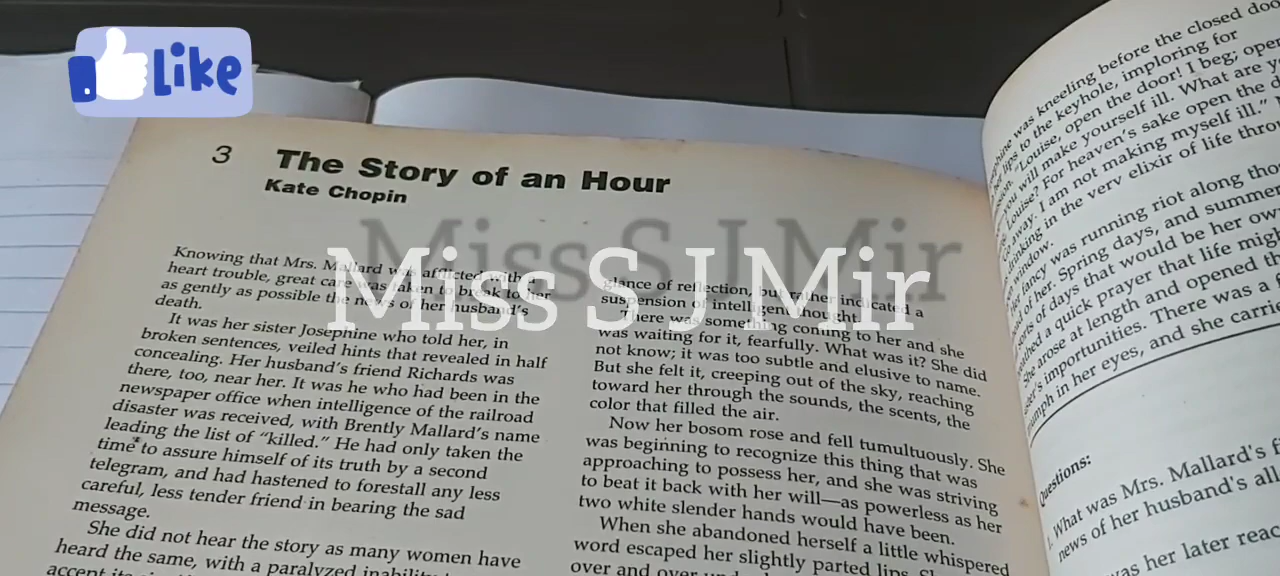 Like
3 The Story of an Hour
Kate Chopin
Miss S J Mir
Knowing that Mrs. Mallard was afflicted with a
heart trouble, great care was taken to break to her
as gently as possible the news of her husband's
death.
It was her sister Josephine who told her, in
broken sentences, veiled hints that revealed in half
concealing. Her husband's friend Richards was
there, too, near her. It was he who had been in the
newspaper office when intelligence of the railroad
disaster was received, with Brently Mallard's name
leading the list of "killed." He had only taken the
time to assure himself of its truth by a second
telegram, and had hastened to forestall any less
careful, less tender friend in bearing the sad
message.
She did not hear the story as many women have
heard the same, with a paralyzed inability
accent its
glance of reflection, but rather indicated a
suspension of intelligent thought.
There was something coming to her and she
was waiting for it, fearfully. What was it? She did
not know; it was too subtle and elusive to name.
But she felt it, creeping out of the sky, reaching
toward her through the sounds, the scents, the
color that filled the air.
Now her bosom rose and fell tumultuously. She
was beginning to recognize this thing that was
approaching to possess her, and she was striving
to beat it back with her will—as powerless as her
two white slender hands would have been.
When she abandoned herself a little whispered
word escaped her slightly parted lips. She
over and over
was kneeling before the closed
lips to the keyhole, imploring for
"Louise, open the door! I beg; open
you will make yourself ill. What are
Louise? For heaven's sake open the
away. I am not making myself ill."
drinking in the very elixir of life
window.
fancy was running riot along
of her. Spring days, and summer
sorts of days that would be her own
a quick prayer that life might
She arose at length and opened
importunities. There was a
in her eyes, and she
Questions:
What was Mrs. Mallard's
news of her husband's
was her later